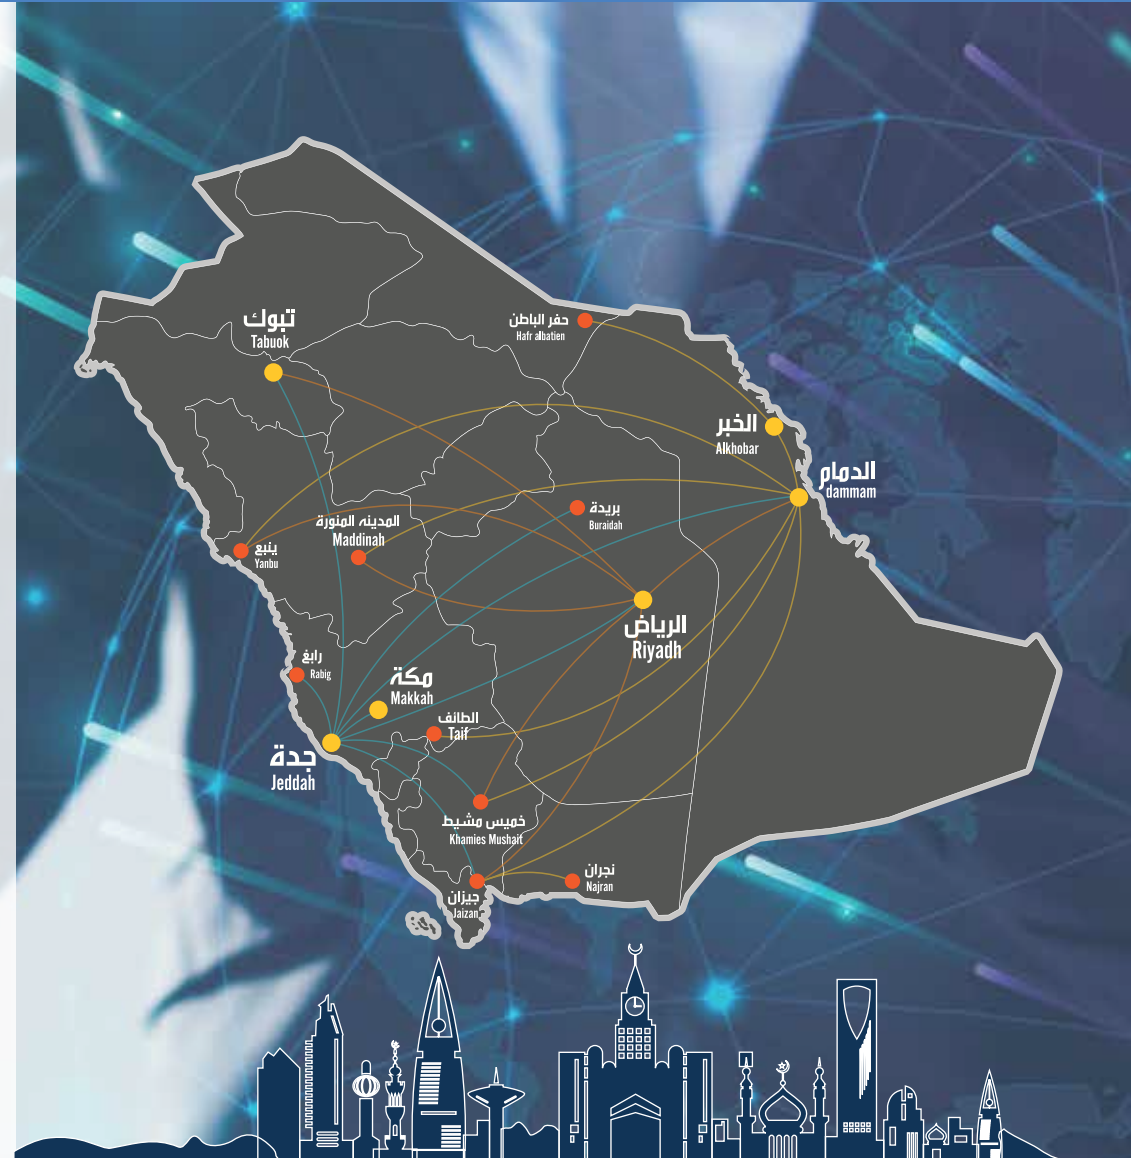 تبوك
Tabuok
حفر الباطن
Hafr albatien
الخبر
Alkhobar
الدمام
dammam
بريدة
Buraidah
المدينه المنورة
Maddinah
ينبع
Yanbu
الرياض
Riyadh
رابغ
Rabig
مكة
Makkah
الطائف
Taif
جدة
Jeddah
خميس مشيط
Khamies Mushait
نجران
Najran
جيزان
Jaizan